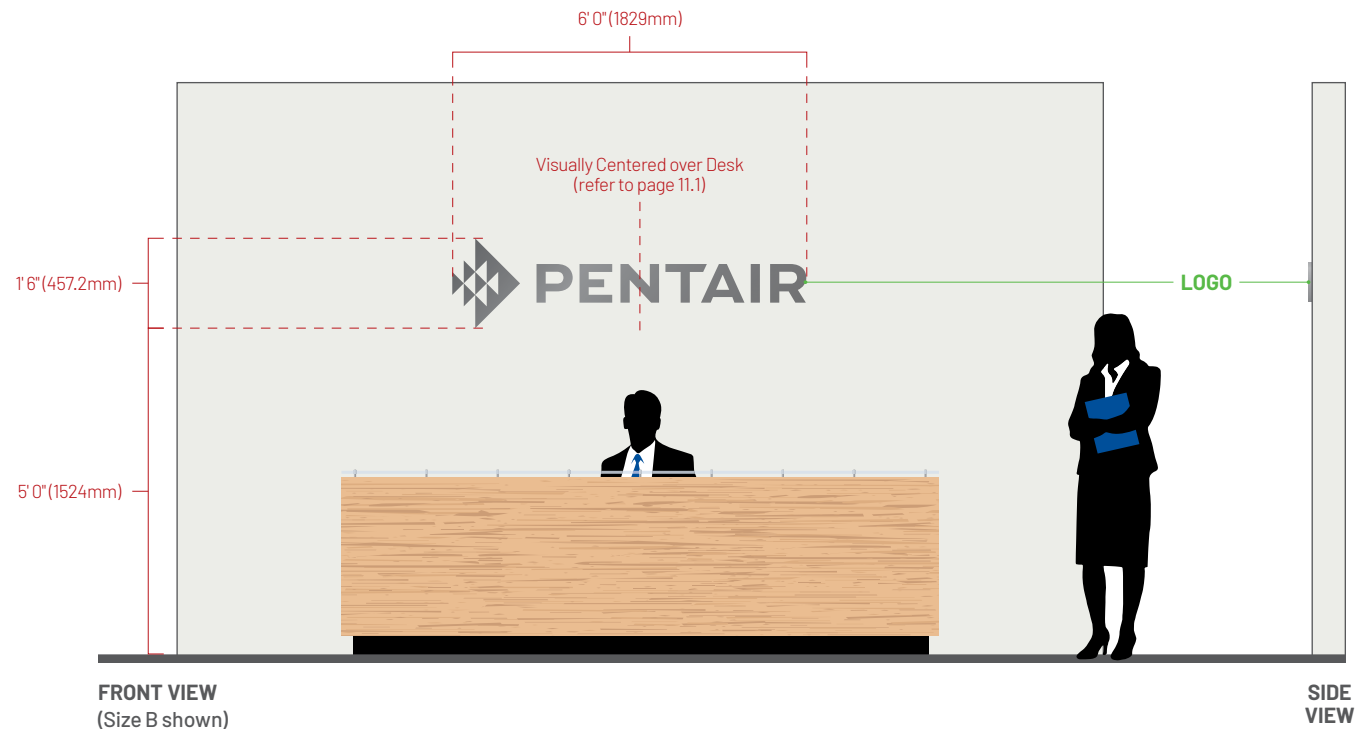 6' 0" (1829mm)
Visually Centered over Desk
(refer to page 11.1)
1' 6" (457.2mm)
PENTAIR
LOGO
5' 0" (1524mm)
FRONT VIEW
(Size B shown)
SIDE
VIEW